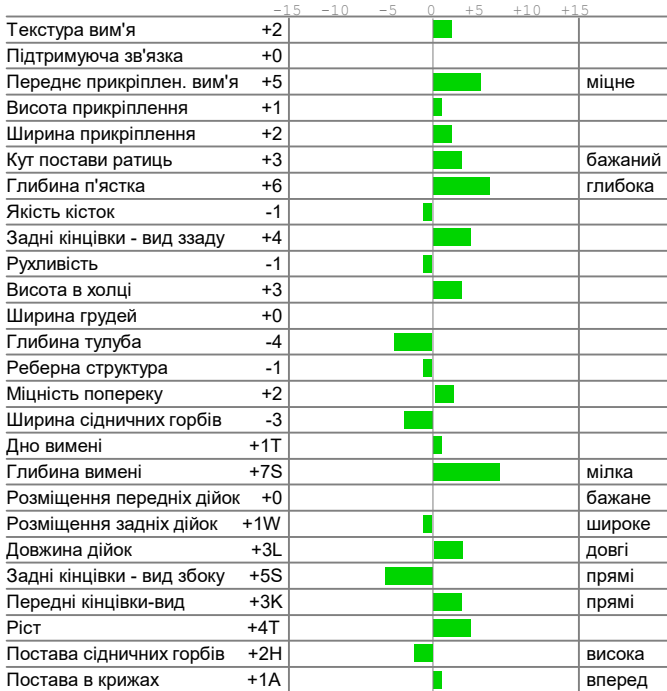 -15 -10 -5 0 +5 +10 +15
Текстура вим'я +2
Підтримуюча зв'язка +0
Переднє прикріплен. вим'я +5 міцне
Висота прикріплення +1
Ширина прикріплення +2
Кут постави ратиць +3 бажаний
Глибина п'ястка +6 глибока
Якість кісток -1
Задні кінцівки - вид ззаду +4
Рухливість -1
Висота в холці +3
Ширина грудей +0
Глибина тулуба -4
Реберна структура -1
Міцність попереку +2
Ширина сідничних горбів -3
Дно вимені +1T
Глибина вимені +7S мілка
Розміщення передніх дійок +0 бажане
Розміщення задніх дійок +1W широке
Довжина дійок +3L довгі
Задні кінцівки - вид збоку +5S прямі
Передні кінцівки-вид +3K прямі
Ріст +4T
Постава сідничних горбів +2H висока
Постава в крижах +1A вперед